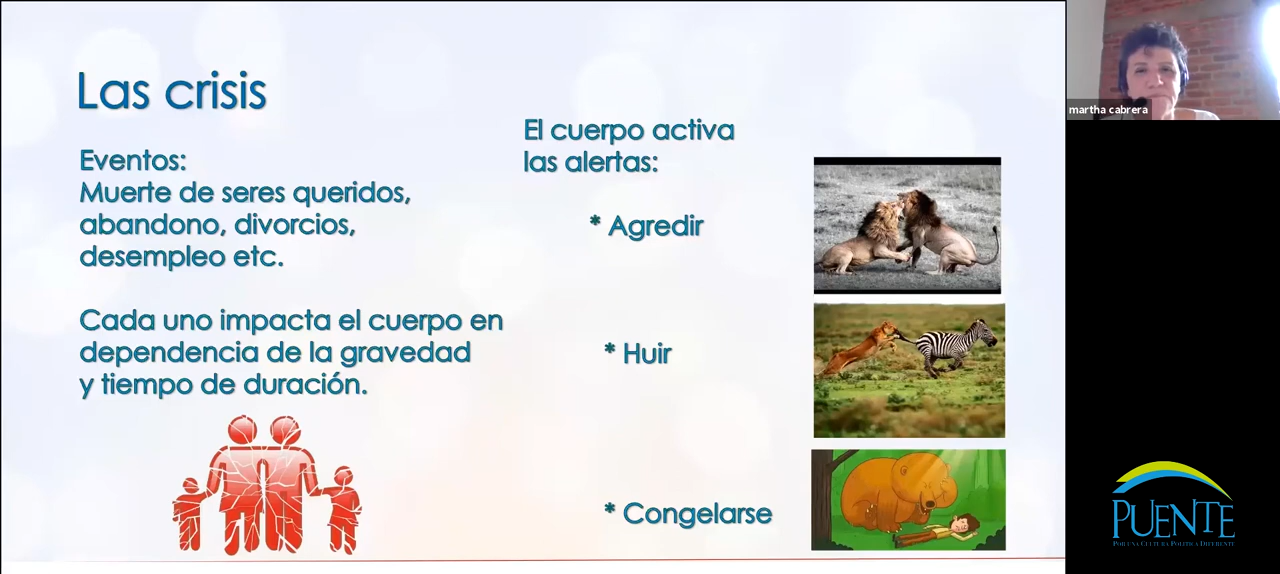 Las crisis
Eventos:
Muerte de seres queridos,
abandono, divorcios,
desempleo etc.
Cada uno impacta el cuerpo en
dependencia de la gravedad
y tiempo de duración.
El cuerpo activa
las alertas:
* Agredir
* Huir
* Congelarse
martha cabrera
PUENTE
POR UNA CULTURA POLÍTICA DIFERENTE